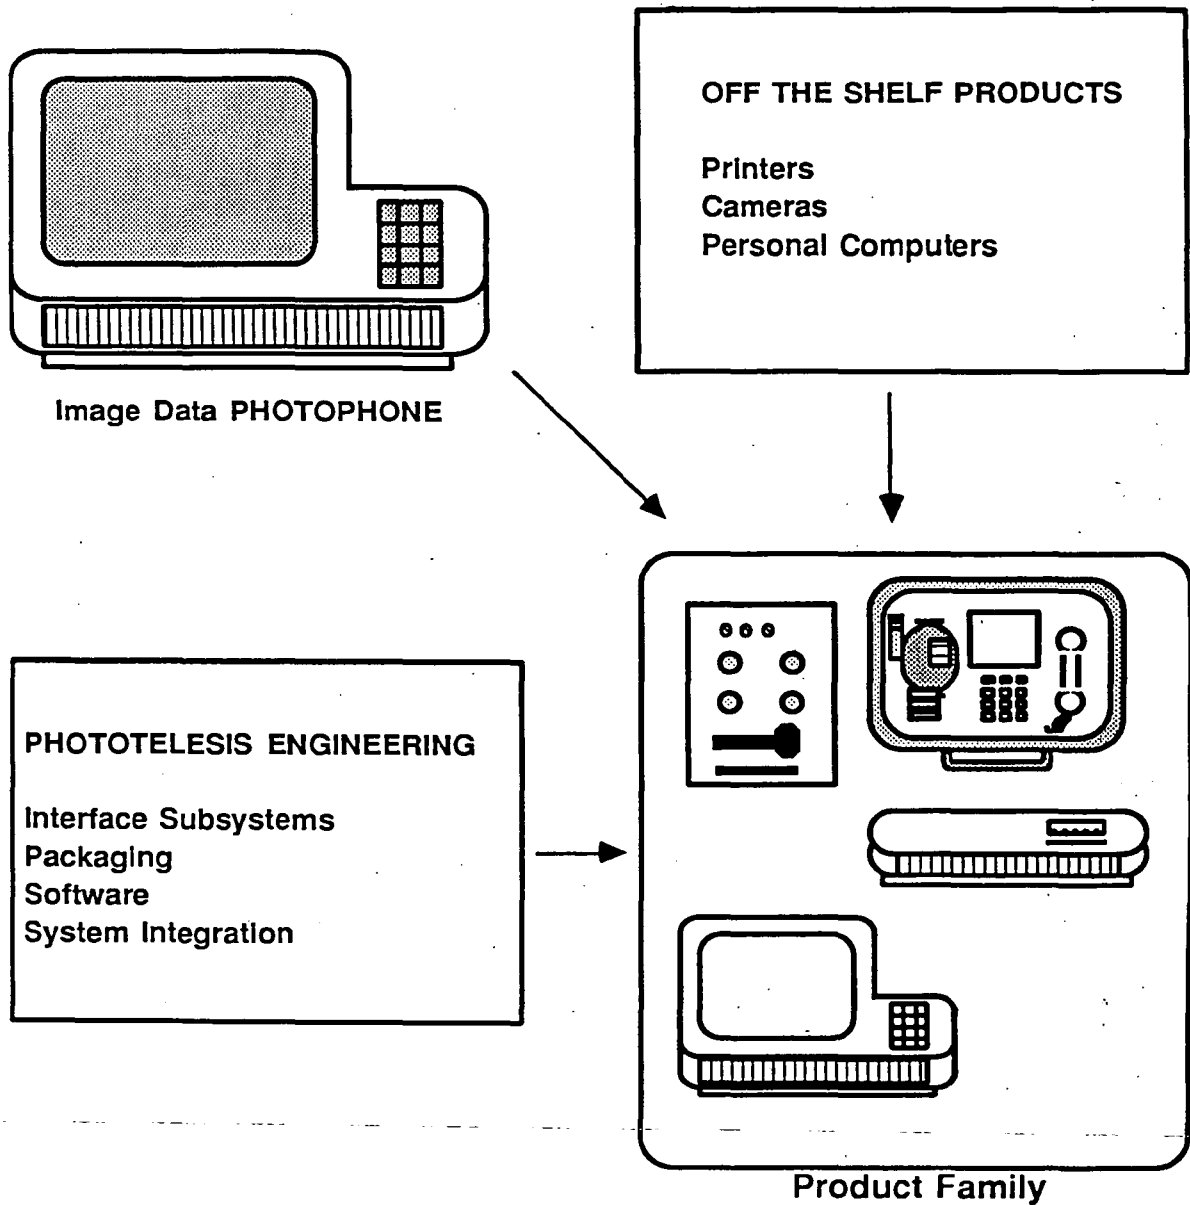 OFF THE SHELF PRODUCTS
Printers
Cameras
Personal Computers
Image Data PHOTOPHONE
PHOTOTELESIS ENGINEERING
Interface Subsystems
Packaging
Software
System Integration
Product Family